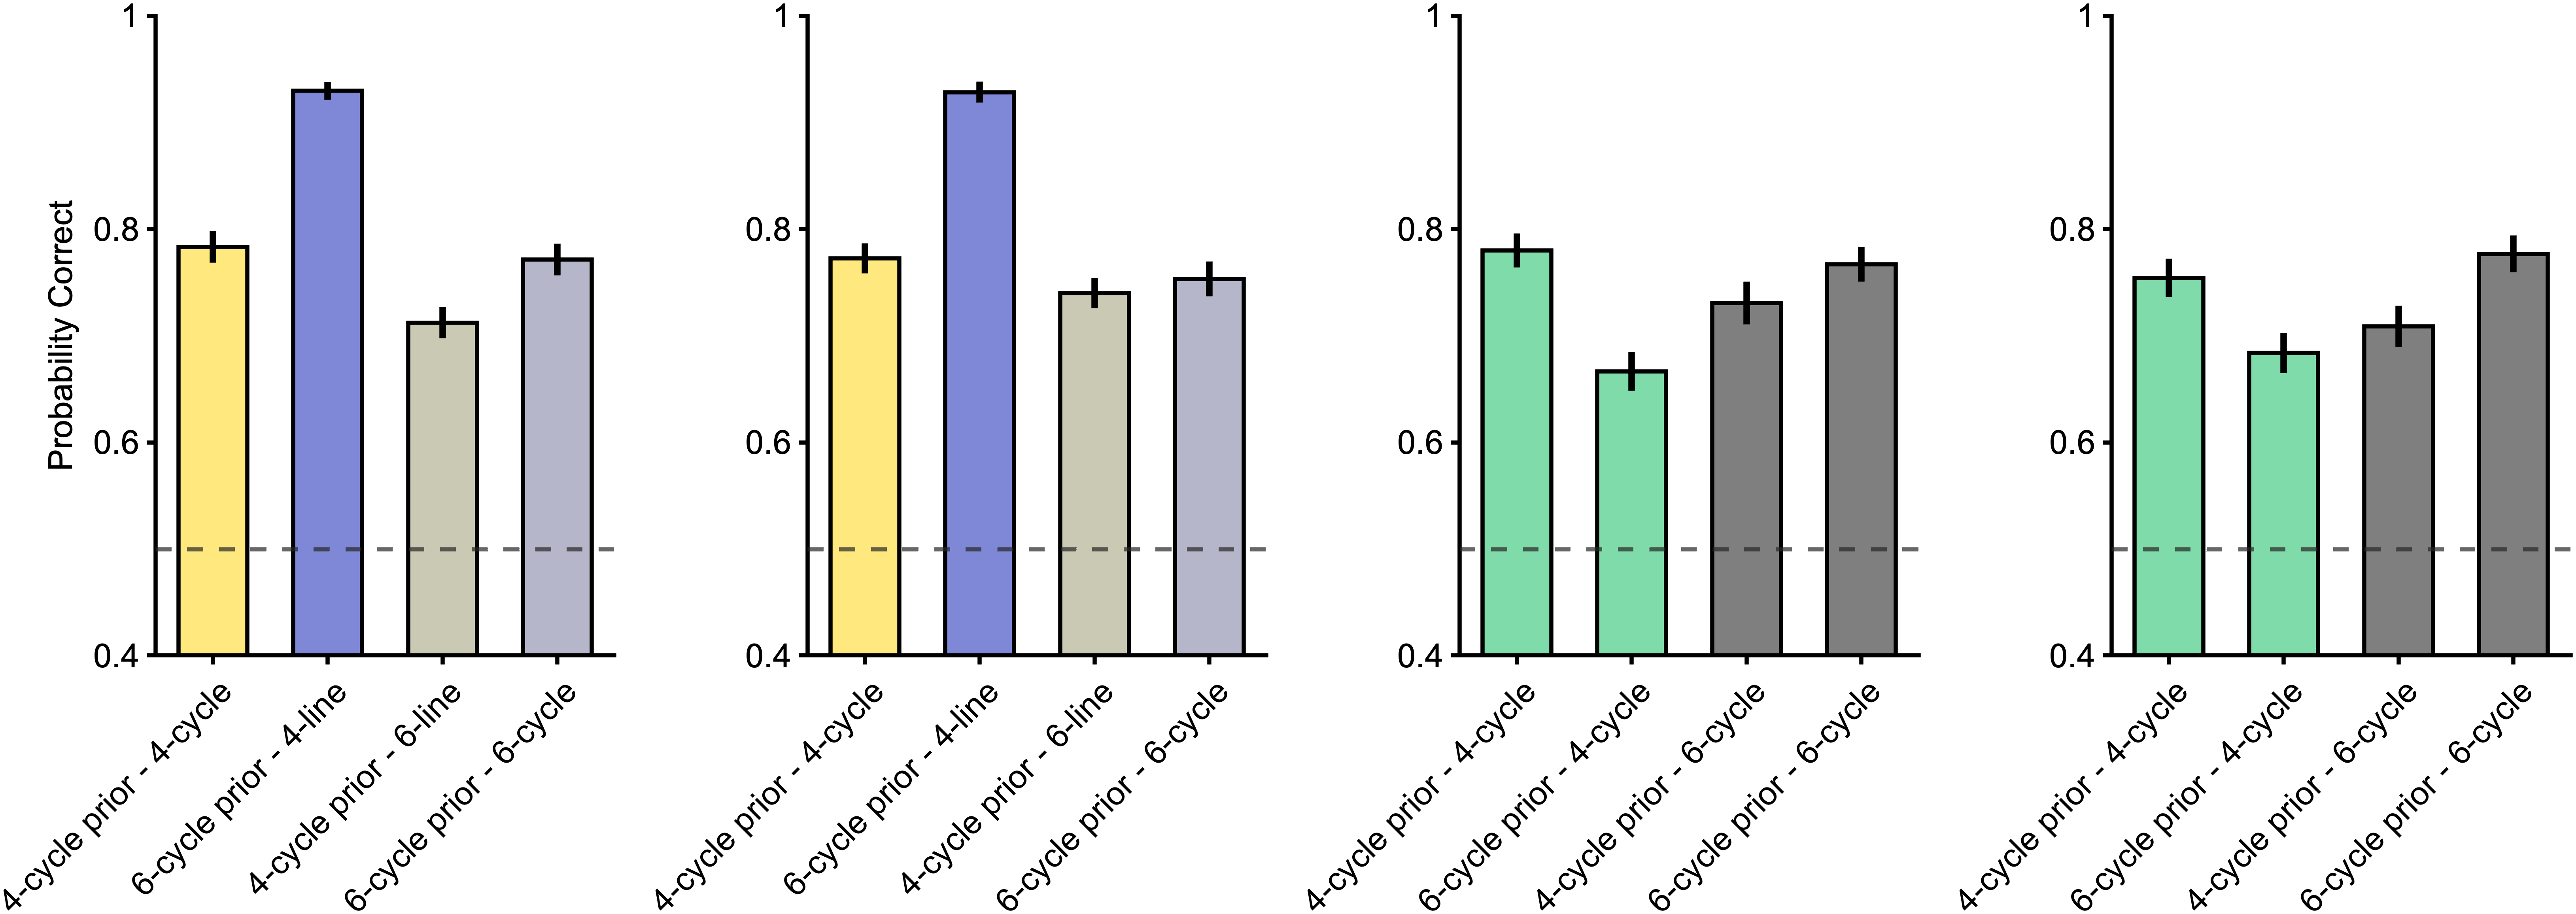 Probability Correct
1
0.8
0.6
0.4
4-cycle prior - 4-cycle
6-cycle prior - 4-line
4-cycle prior - 6-line
6-cycle prior - 6-cycle
1
0.8
0.6
0.4
4-cycle prior - 4-cycle
6-cycle prior - 4-line
4-cycle prior - 6-line
6-cycle prior - 6-cycle
1
0.8
0.6
0.4
4-cycle prior - 4-cycle
6-cycle prior - 4-cycle
4-cycle prior - 6-cycle
6-cycle prior - 6-cycle
1
0.8
0.6
0.4
4-cycle prior - 4-cycle
6-cycle prior - 4-cycle
4-cycle prior - 6-cycle
6-cycle prior - 6-cycle